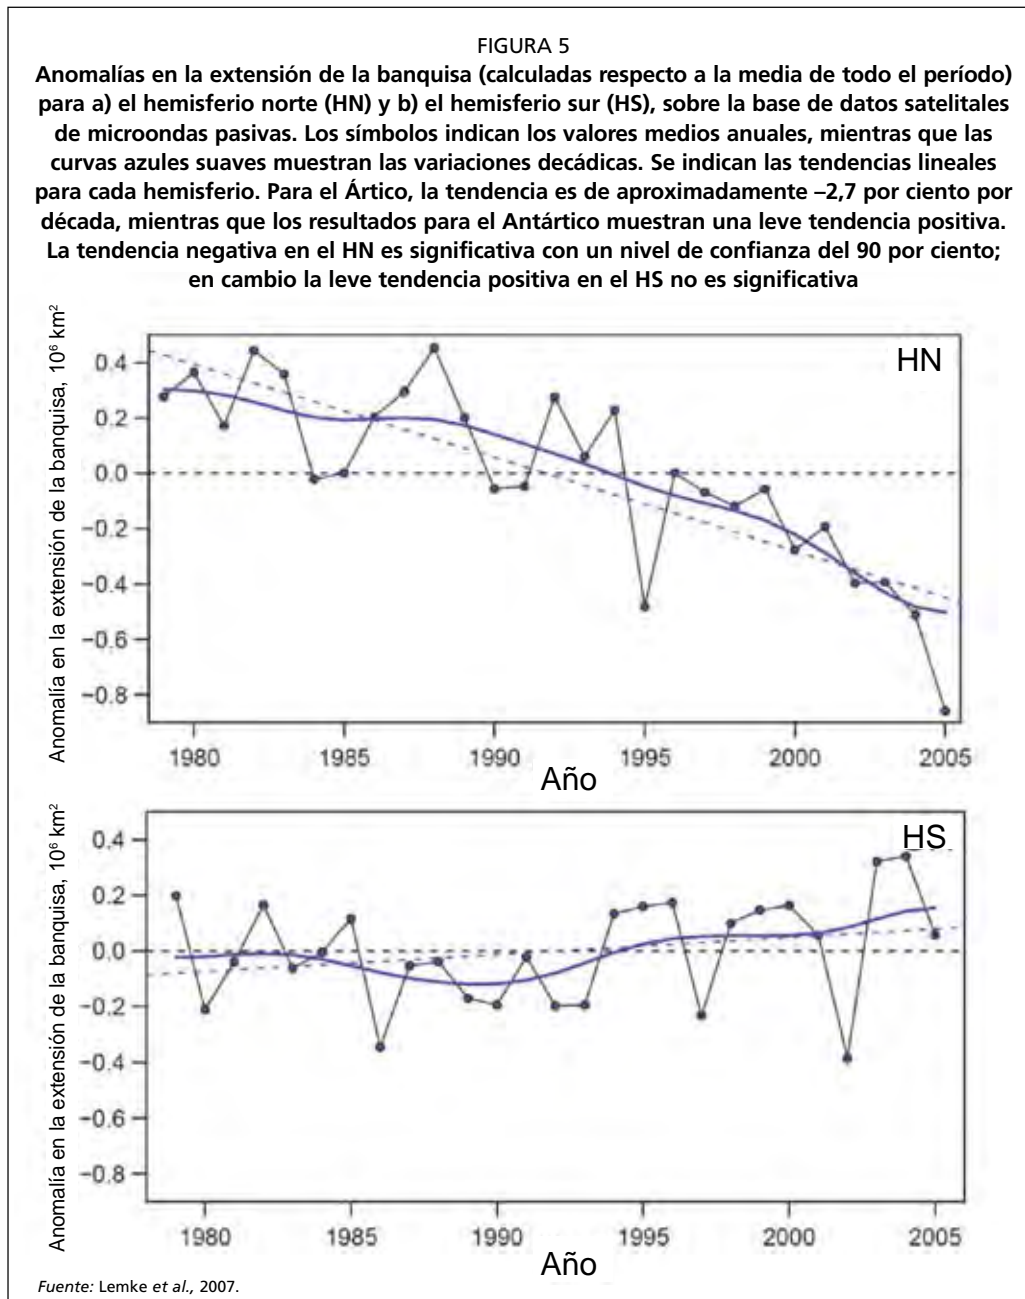 FIGURA 5
Anomalías en la extensión de la banquisa (calculadas respecto a la media de todo el período)
para a) el hemisferio norte (HN) y b) el hemisferio sur (HS), sobre la base de datos satelitales
de microondas pasivas. Los símbolos indican los valores medios anuales, mientras que las
curvas azules suaves muestran las variaciones decádicas. Se indican las tendencias lineales
para cada hemisferio. Para el Ártico, la tendencia es de aproximadamente –2,7 por ciento por
década, mientras que los resultados para el Antártico muestran una leve tendencia positiva.
La tendencia negativa en el HN es significativa con un nivel de confianza del 90 por ciento;
en cambio la leve tendencia positiva en el HS no es significativa
Anomalía en la extensión de la banquisa, 10⁶ km²
HN
0.4
0.2
0.0
−0.2
−0.4
−0.6
−0.8
1980 1985 1990 1995 2000 2005
Año
Anomalía en la extensión de la banquisa, 10⁶ km²
HS
0.4
0.2
0.0
−0.2
−0.4
−0.6
−0.8
1980 1985 1990 1995 2000 2005
Año
Fuente: Lemke et al., 2007.